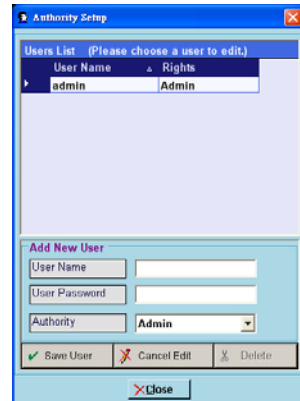 Authority Setup
Users List (Please choose a user to edit.)
User Name Rights
admin Admin
Add New User
User Name
User Password
Authority Admin
Save User Cancel Edit Delete
Close